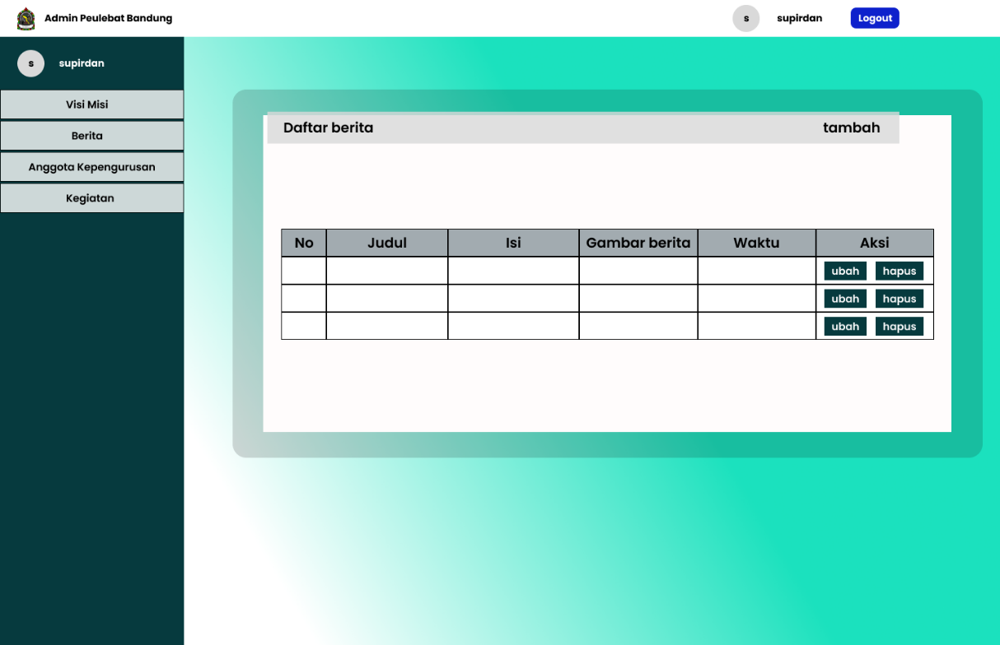 Admin Peulebat Bandung
s supirdan Logout
s supirdan
Visi Misi
Berita
Anggota Kepengurusan
Kegiatan
Daftar berita tambah
No Judul Isi Gambar berita Waktu Aksi
ubah hapus
ubah hapus
ubah hapus